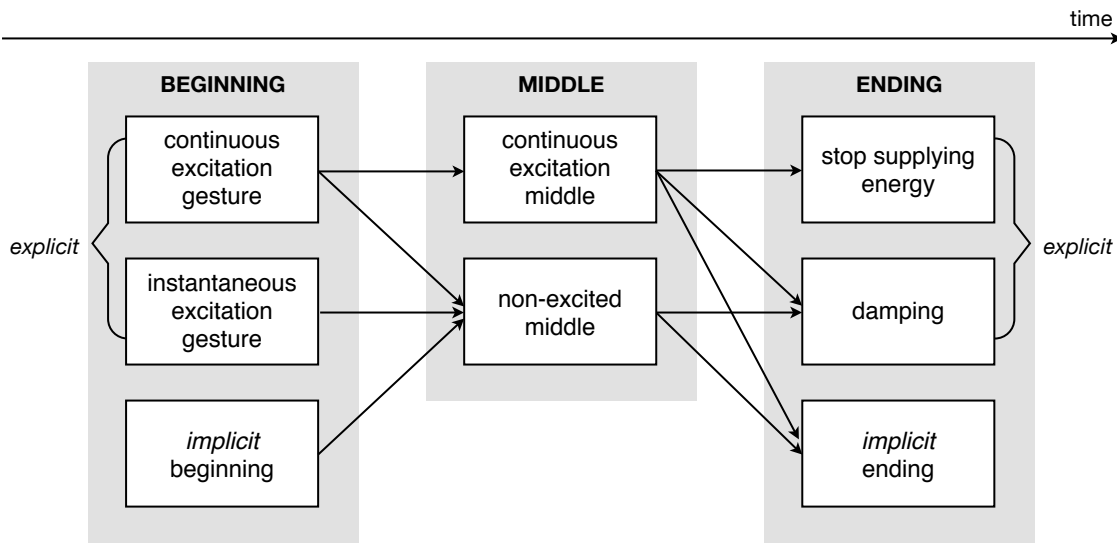 time
BEGINNING
continuous
excitation
gesture
explicit
instantaneous
excitation
gesture
implicit
beginning
MIDDLE
continuous
excitation
middle
non-excited
middle
ENDING
stop supplying
energy
explicit
damping
implicit
ending